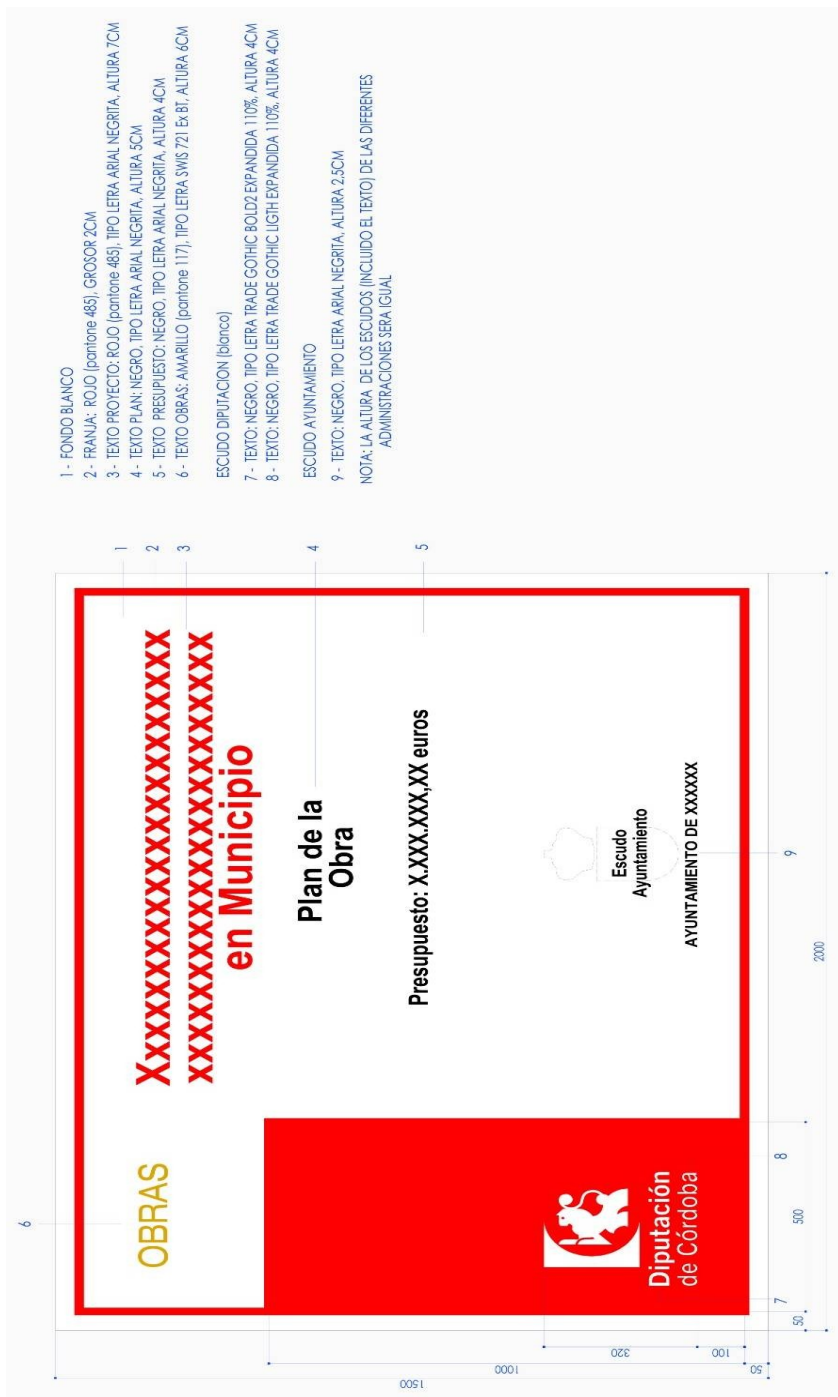 1 - FONDO BLANCO
2 - FRANJA: ROJO (pantone 485), GROSOR 2CM
3 - TEXTO PROYECTO: ROJO (pantone 485), TIPO LETRA ARIAL NEGRITA, ALTURA 7CM
4 - TEXTO PLAN: NEGRO, TIPO LETRA ARIAL NEGRITA, ALTURA 5CM
5 - TEXTO PRESUPUESTO: NEGRO, TIPO LETRA ARIAL NEGRITA, ALTURA 4CM
6 - TEXTO OBRAS: AMARILLO (pantone 117), TIPO LETRA SWIS 721 Ex BT, ALTURA 6CM
ESCUDO DIPUTACION (blanco)
7 - TEXTO: NEGRO, TIPO LETRA TRADE GOTHIC BOLD2 EXPANDIDA 110%, ALTURA 4CM
8 - TEXTO: NEGRO, TIPO LETRA TRADE GOTHIC LIGTH EXPANDIDA 110%, ALTURA 4CM
ESCUDO AYUNTAMIENTO
9 - TEXTO: NEGRO, TIPO LETRA ARIAL NEGRITA, ALTURA 2,5CM
NOTA: LA ALTURA DE LOS ESCUDOS (INCLUIDO EL TEXTO) DE LAS DIFERENTES
ADMINISTRACIONES SERA IGUAL
6
1
2
3
4
5
OBRAS
Xxxxxxxxxxxxxxxxxxxxxxxxx
xxxxxxxxxxxxxxxxxxxxxxxxx
en Municipio
Plan de la
Obra
Presupuesto: X.XXX.XXX,XX euros
Escudo
Ayuntamiento
AYUNTAMIENTO DE XXXXXX
Diputación
de Córdoba
7
8
9
50
500
2000
1500
1000
320
100
50